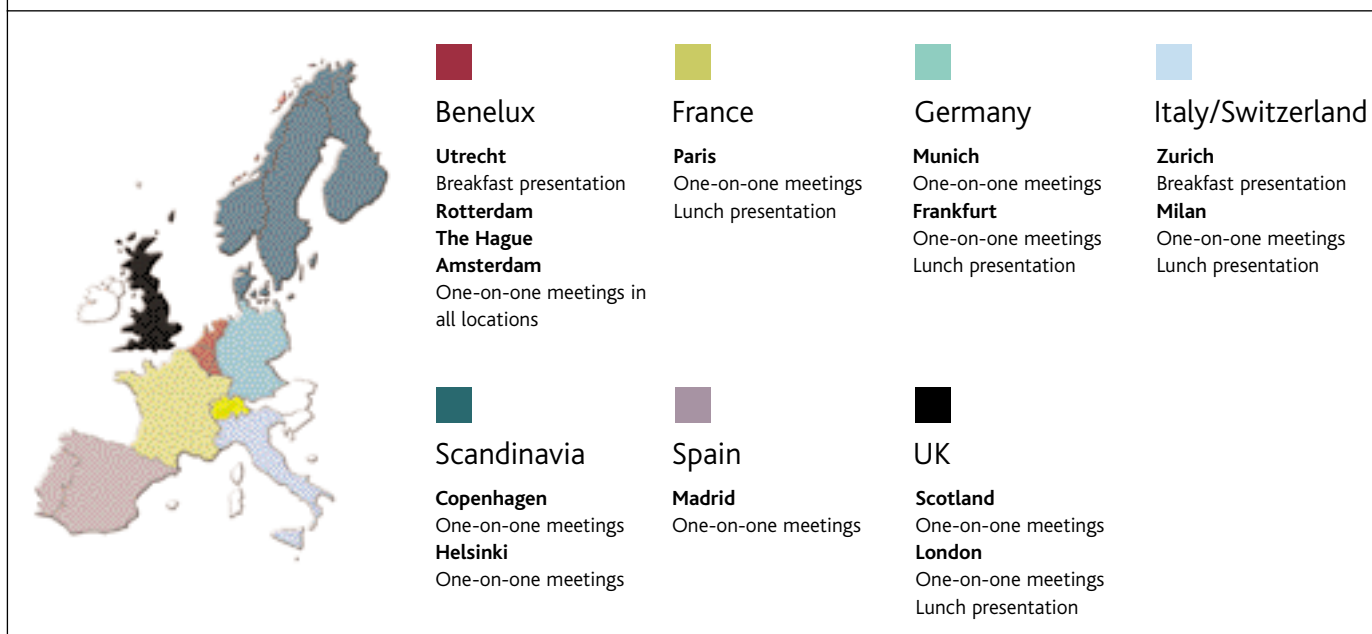 Benelux
Utrecht
Breakfast presentation
Rotterdam
The Hague
Amsterdam
One-on-one meetings in
all locations
France
Paris
One-on-one meetings
Lunch presentation
Germany
Munich
One-on-one meetings
Frankfurt
One-on-one meetings
Lunch presentation
Italy/Switzerland
Zurich
Breakfast presentation
Milan
One-on-one meetings
Lunch presentation
Scandinavia
Copenhagen
One-on-one meetings
Helsinki
One-on-one meetings
Spain
Madrid
One-on-one meetings
UK
Scotland
One-on-one meetings
London
One-on-one meetings
Lunch presentation